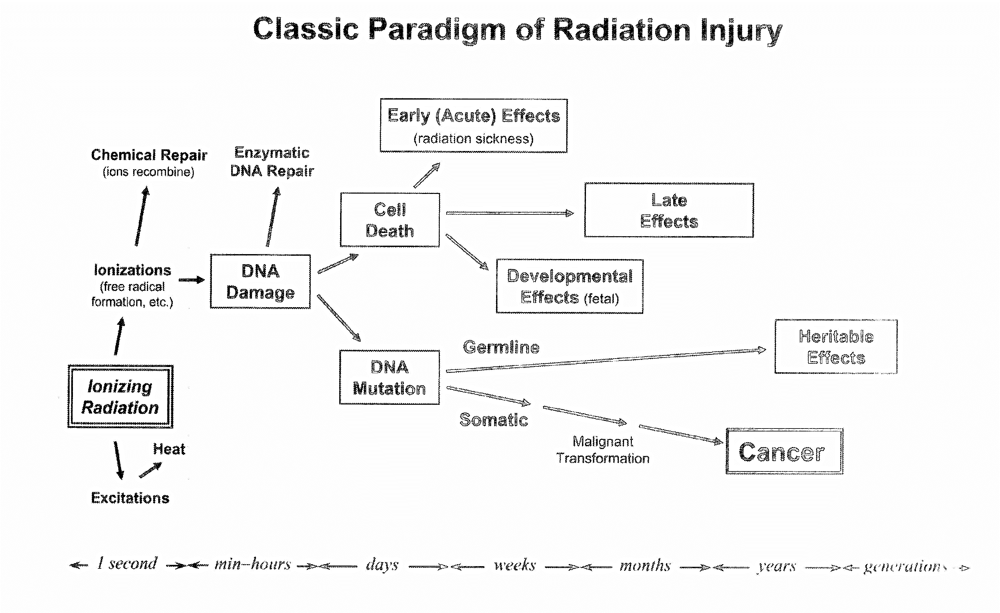 Classic Paradigm of Radiation Injury
Early (Acute) Effects
(radiation sickness)
Chemical Repair
(ions recombine)
Enzymatic
DNA Repair
Cell
Death
Late
Effects
Ionizations
(free radical
formation, etc.)
DNA
Damage
Developmental
Effects (fetal)
Germline
Heritable
Effects
DNA
Mutation
Ionizing
Radiation
Somatic
Malignant
Transformation
Cancer
Heat
Excitations
1 second min–hours days weeks months years generations